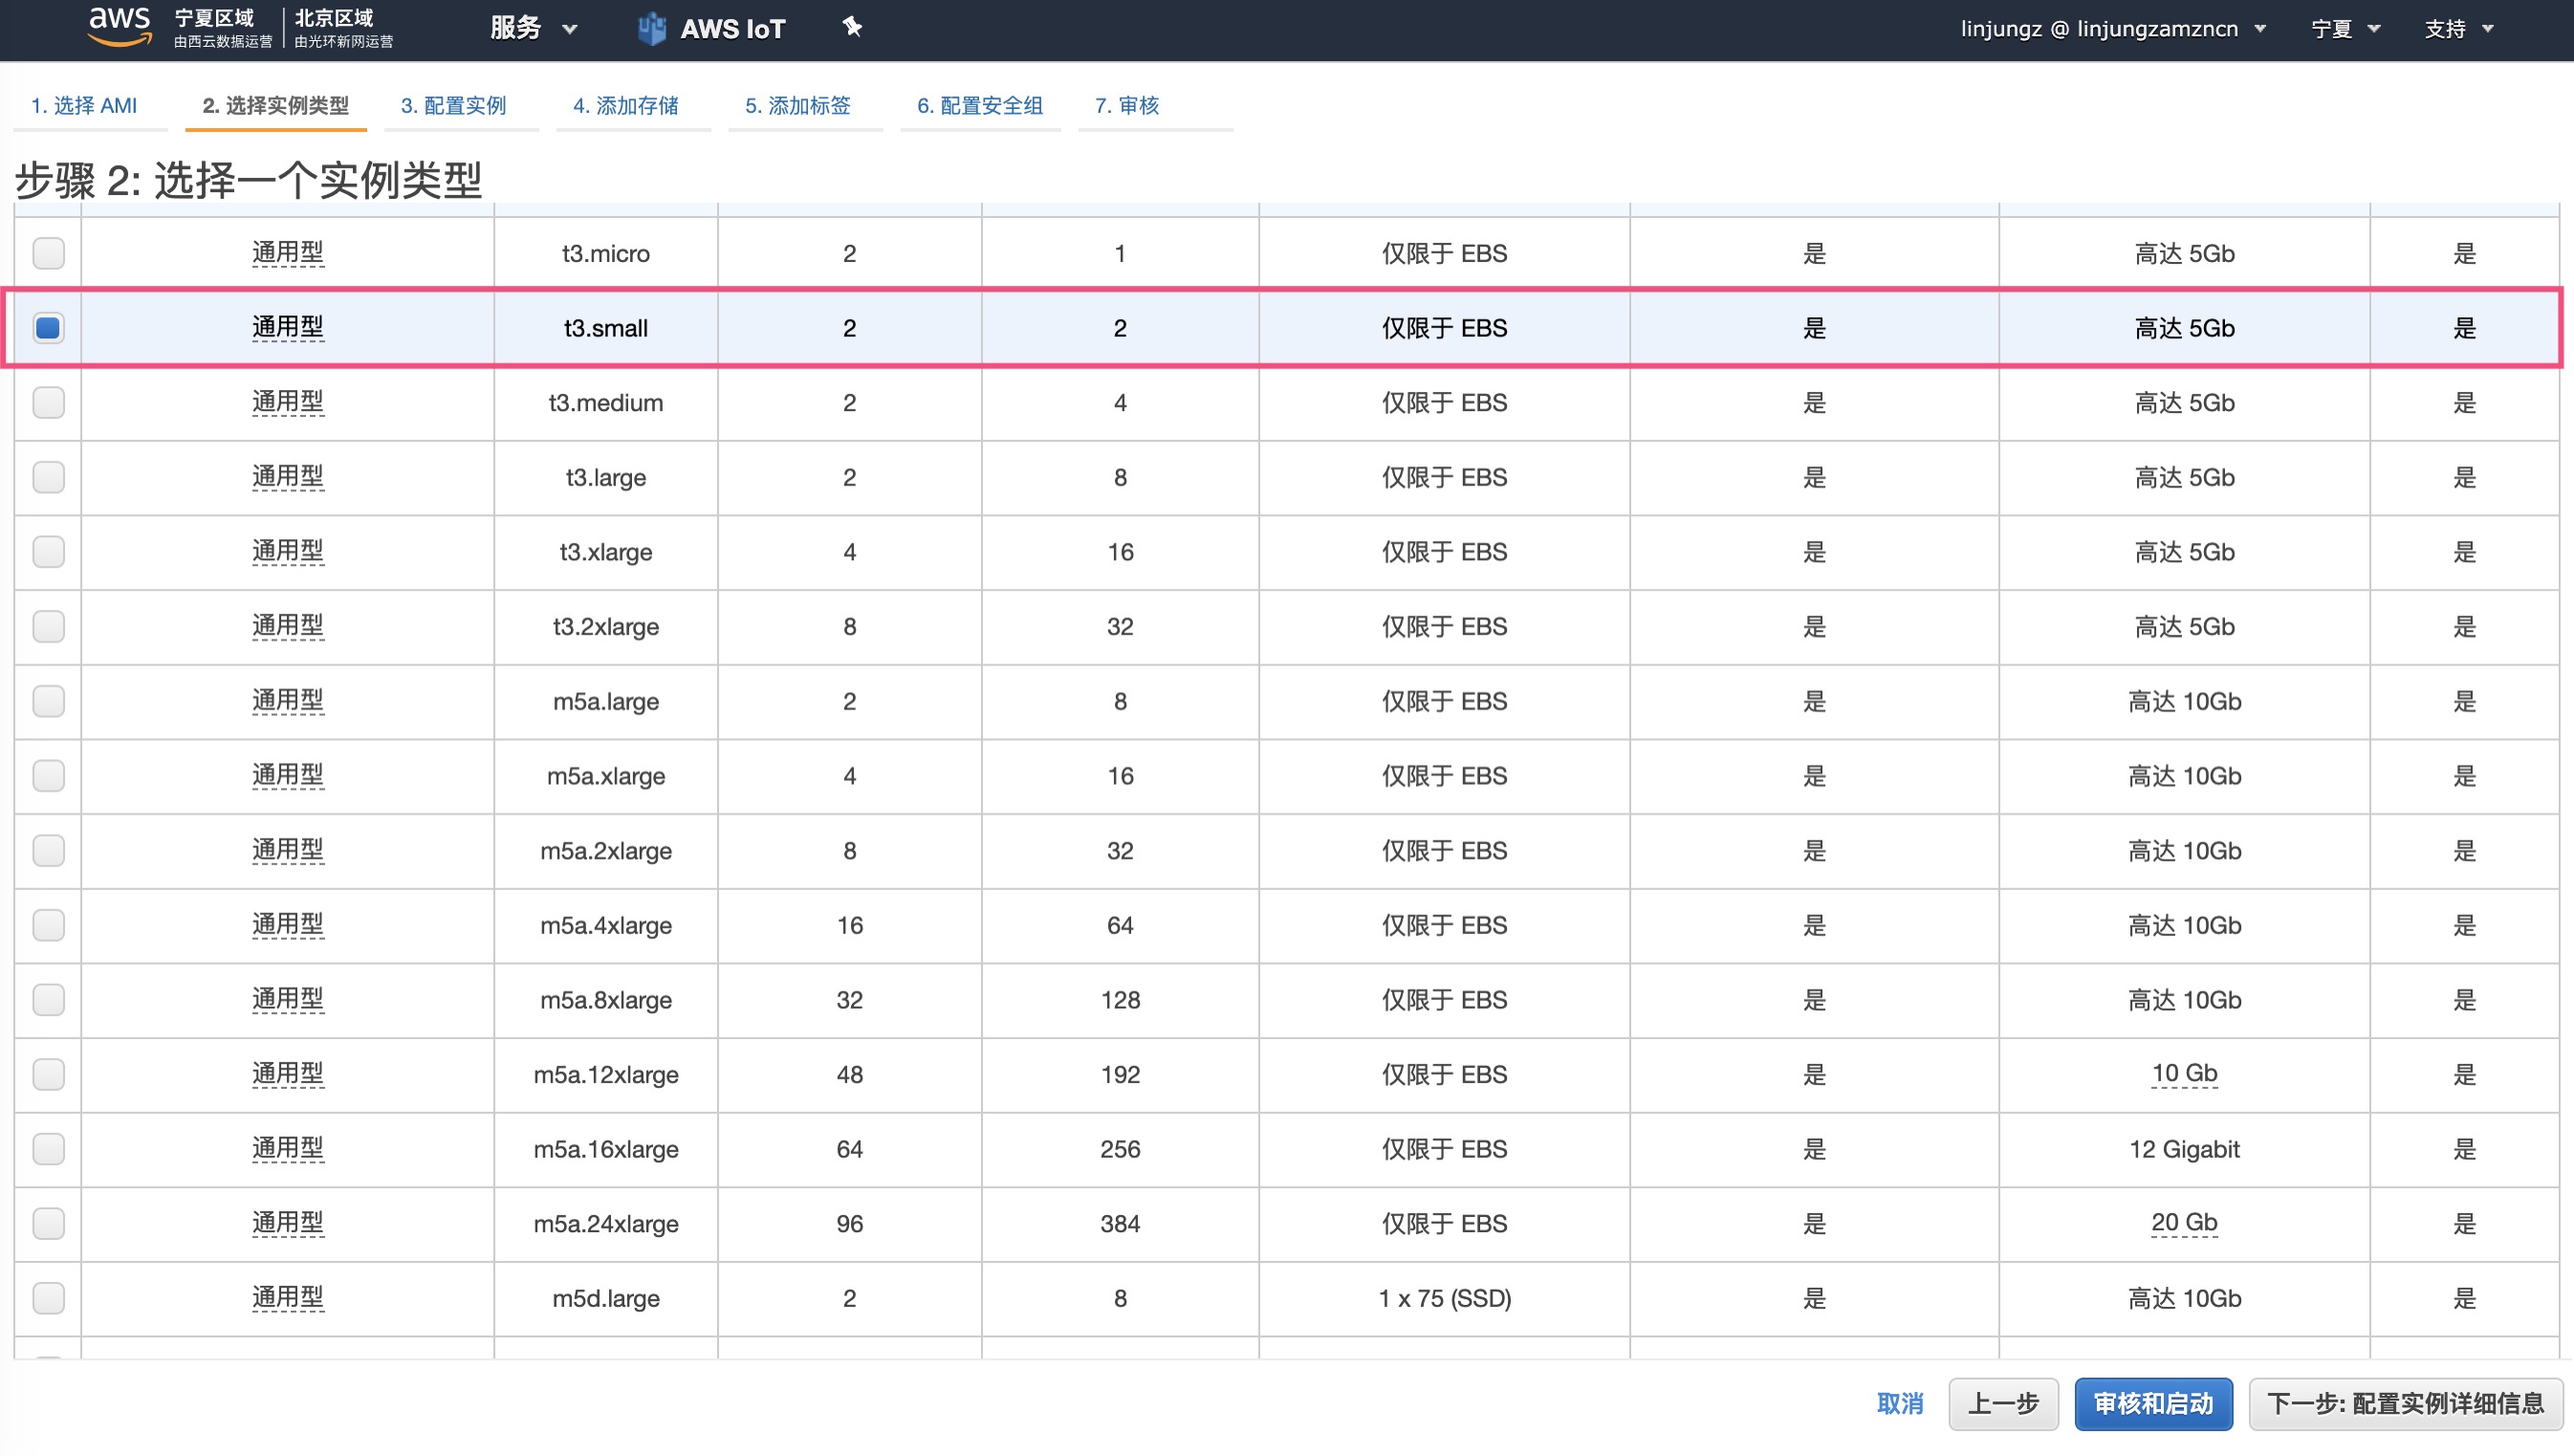 aws 宁夏区域 北京区域 服务 AWS IoT linjungz @ linjungzamzncn 宁夏 支持
由西云数据运营 由光环新网运营
1. 选择 AMI 2. 选择实例类型 3. 配置实例 4. 添加存储 5. 添加标签 6. 配置安全组 7. 审核
步骤 2: 选择一个实例类型
通用型 t3.micro 2 1 仅限于 EBS 是 高达 5Gb 是
通用型 t3.small 2 2 仅限于 EBS 是 高达 5Gb 是
通用型 t3.medium 2 4 仅限于 EBS 是 高达 5Gb 是
通用型 t3.large 2 8 仅限于 EBS 是 高达 5Gb 是
通用型 t3.xlarge 4 16 仅限于 EBS 是 高达 5Gb 是
通用型 t3.2xlarge 8 32 仅限于 EBS 是 高达 5Gb 是
通用型 m5a.large 2 8 仅限于 EBS 是 高达 10Gb 是
通用型 m5a.xlarge 4 16 仅限于 EBS 是 高达 10Gb 是
通用型 m5a.2xlarge 8 32 仅限于 EBS 是 高达 10Gb 是
通用型 m5a.4xlarge 16 64 仅限于 EBS 是 高达 10Gb 是
通用型 m5a.8xlarge 32 128 仅限于 EBS 是 高达 10Gb 是
通用型 m5a.12xlarge 48 192 仅限于 EBS 是 10 Gb 是
通用型 m5a.16xlarge 64 256 仅限于 EBS 是 12 Gigabit 是
通用型 m5a.24xlarge 96 384 仅限于 EBS 是 20 Gb 是
通用型 m5d.large 2 8 1 x 75 (SSD) 是 高达 10Gb 是
取消 上一步 审核和启动 下一步: 配置实例详细信息